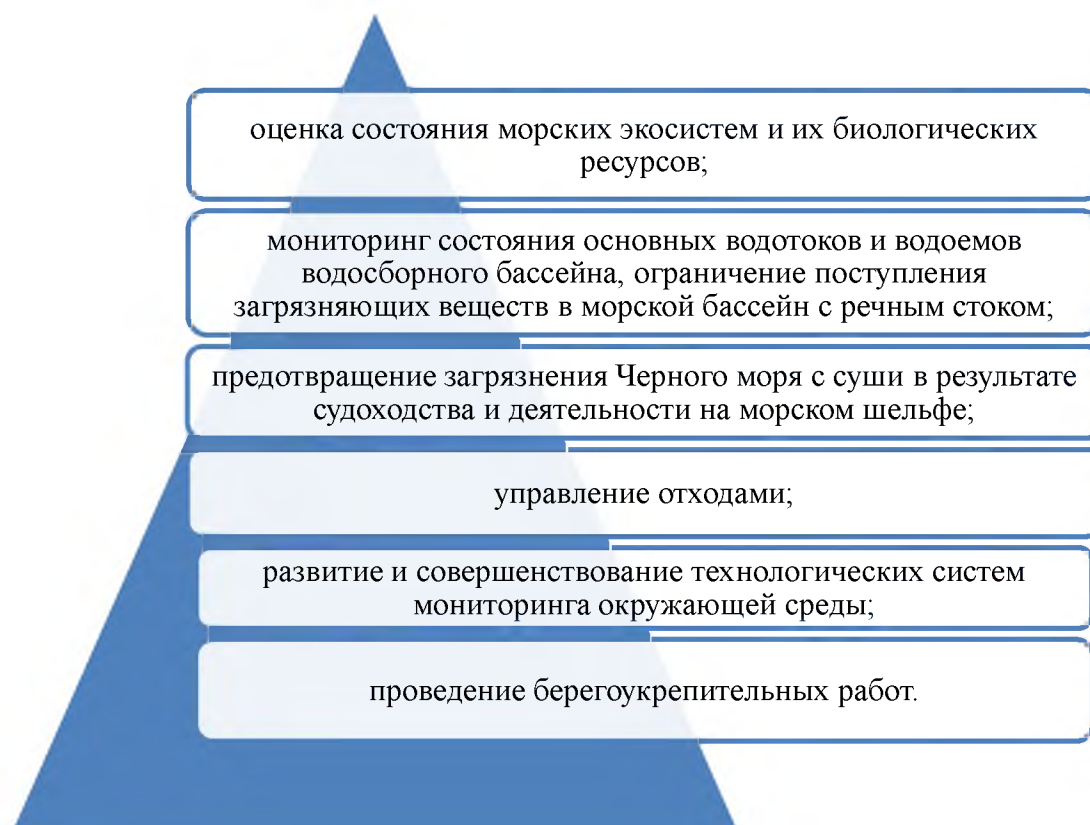 оценка состояния морских экосистем и их биологических
ресурсов;
мониторинг состояния основных водотоков и водоемов
водосборного бассейна, ограничение поступления
загрязняющих веществ в морской бассейн с речным стоком;
предотвращение загрязнения Черного моря с суши в результате
судоходства и деятельности на морском шельфе;
управление отходами;
развитие и совершенствование технологических систем
мониторинга окружающей среды;
проведение берегоукрепительных работ.